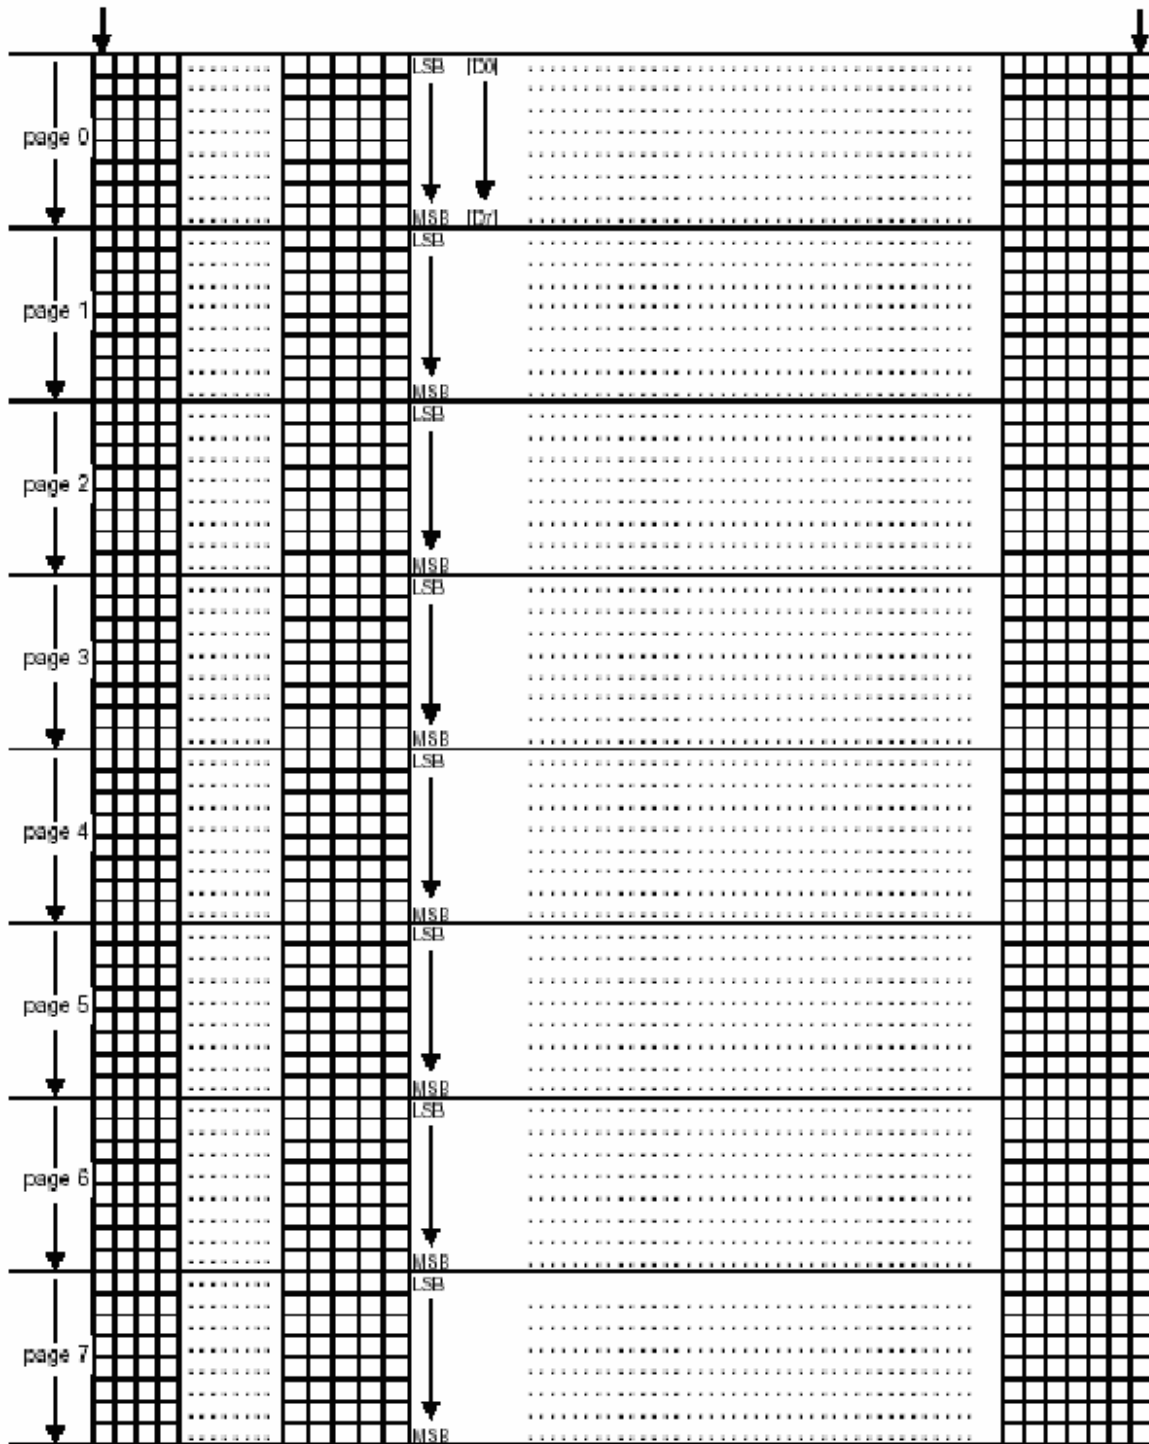 LSB [D0]
page 0
MSB [D7]
LSB
page 1
MSB
LSB
page 2
MSB
LSB
page 3
MSB
LSB
page 4
MSB
LSB
page 5
MSB
LSB
page 6
MSB
LSB
page 7
MSB